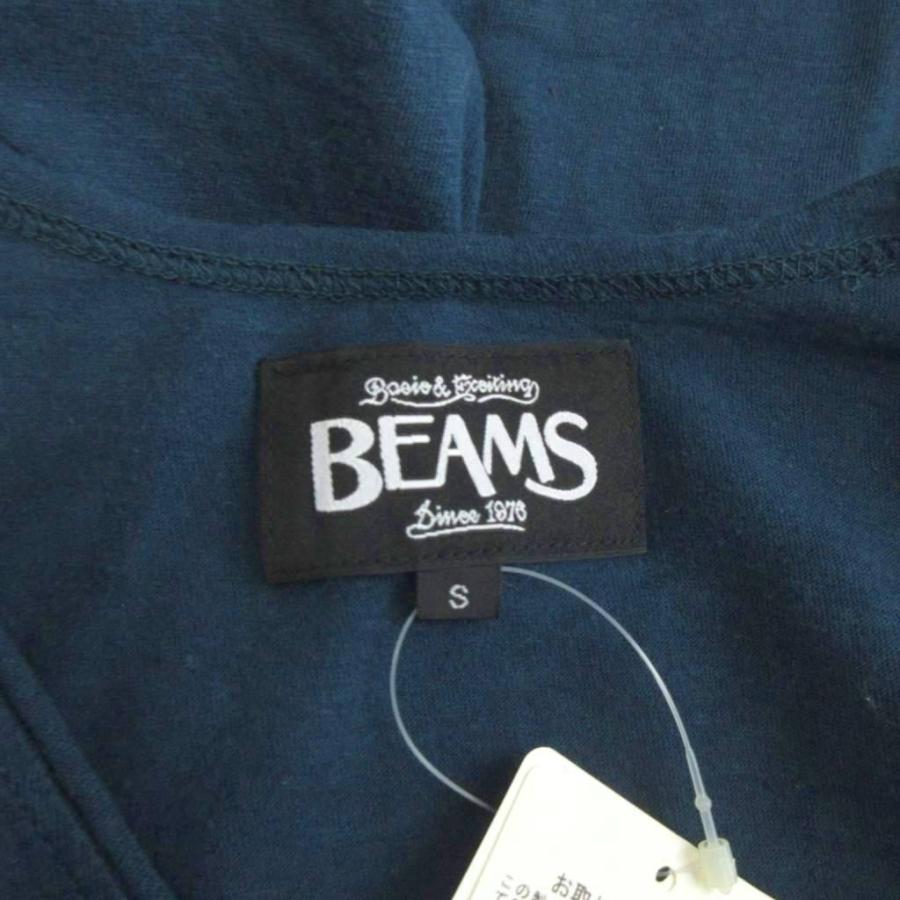 Basic & Exciting
BEAMS
Since 1976
S
お取
この